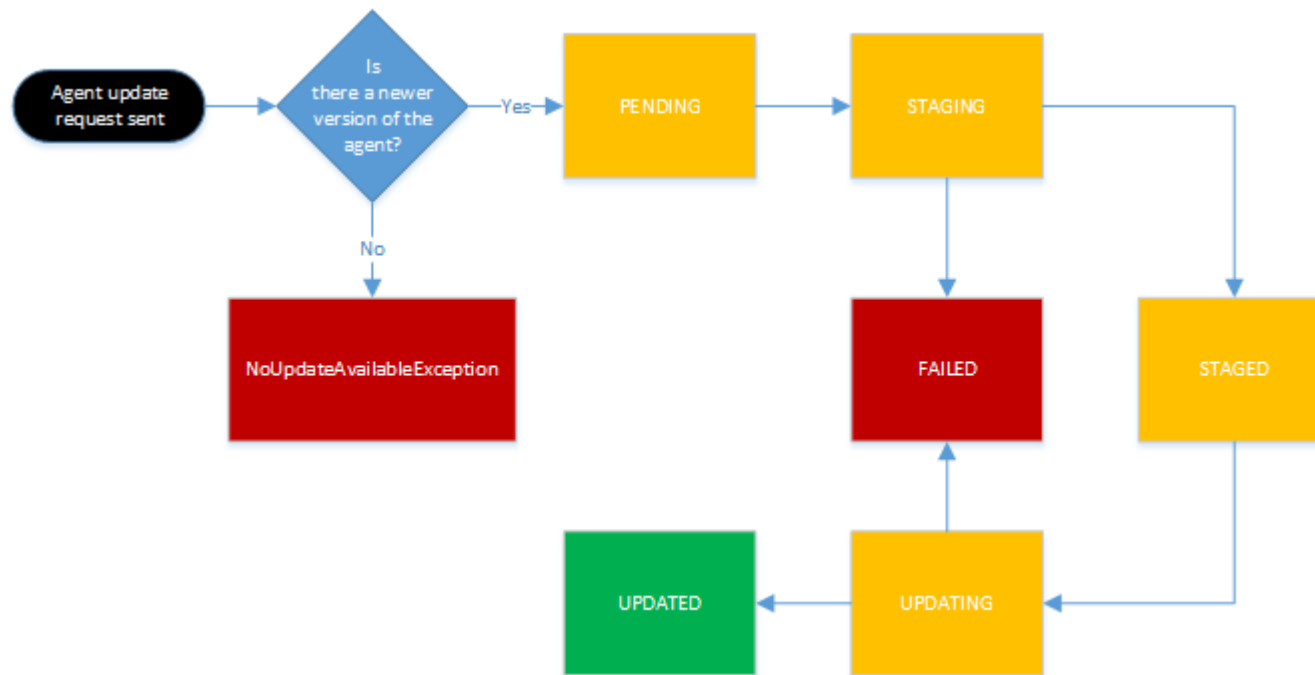 Agent update
request sent
Is
there a newer
version of the
agent?
Yes
PENDING
STAGING
No
NoUpdateAvailableException
FAILED
STAGED
UPDATED
UPDATING